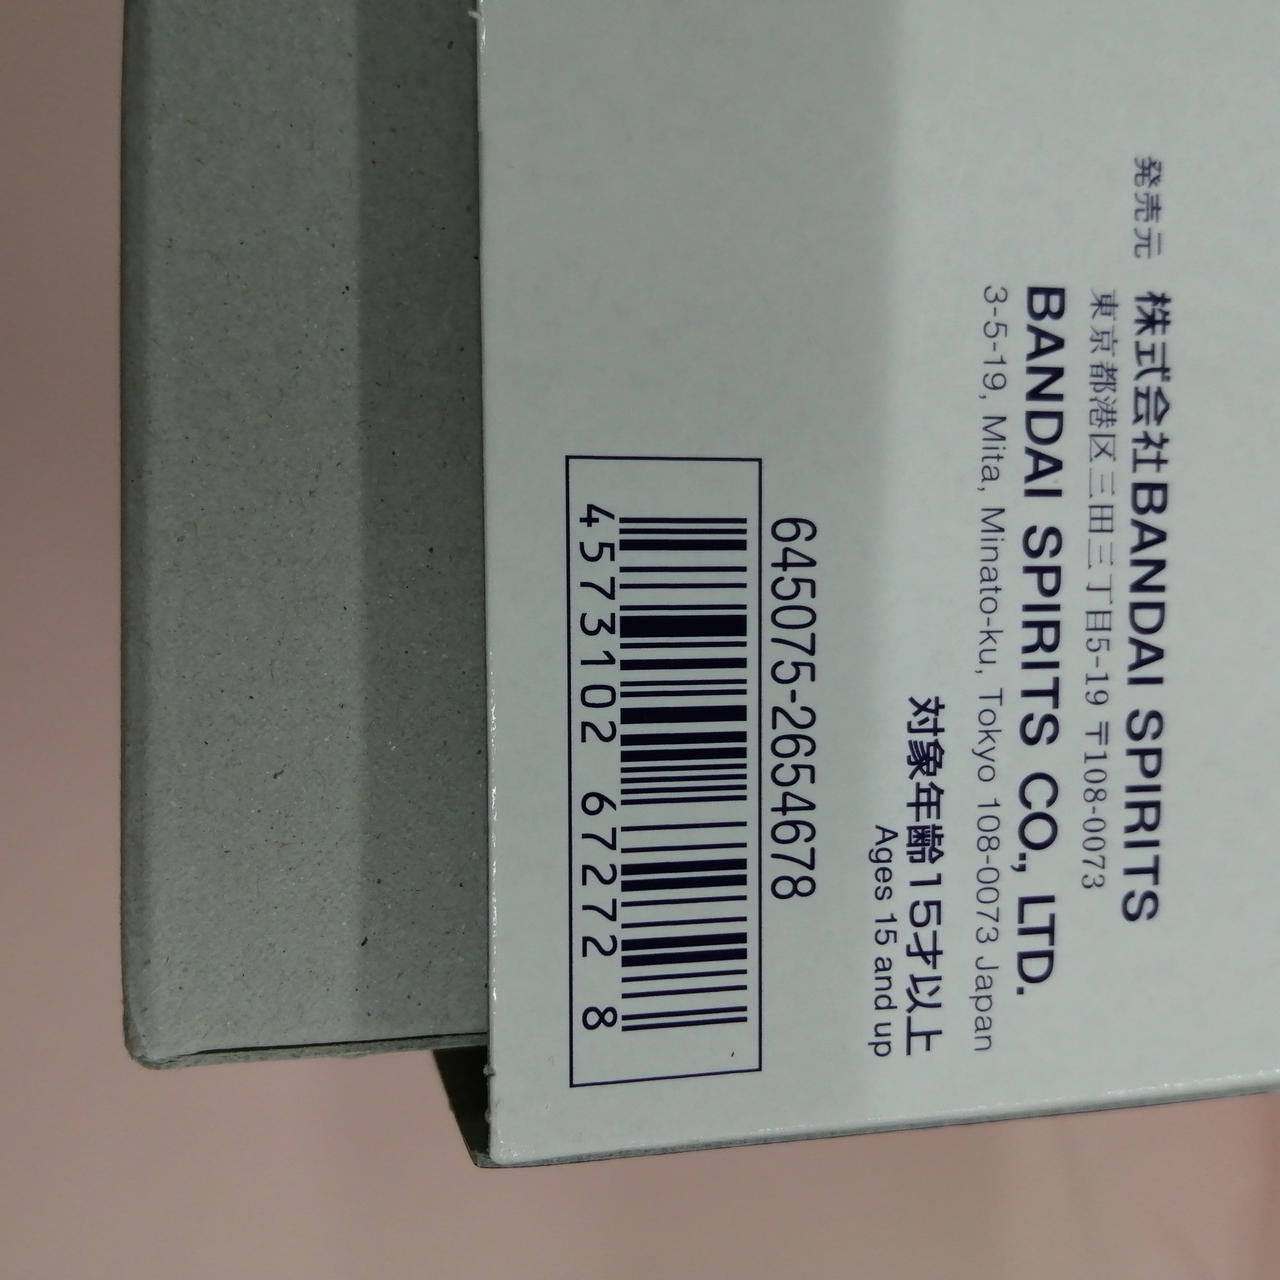 発売元 株式会社BANDAI SPIRITS
東京都港区三田三丁目5-19 〒108-0073
BANDAI SPIRITS CO., LTD.
3-5-19, Mita, Minato-ku, Tokyo 108-0073 Japan
対象年齢15才以上
Ages 15 and up
645075-2654678
4573102 67272 8